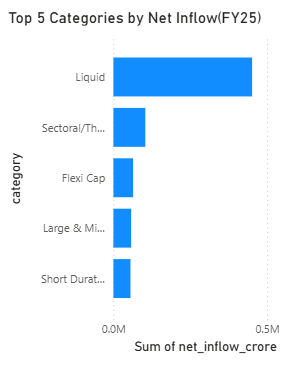 Top 5 Categories by Net Inflow(FY25)
category
Liquid
Sectoral/Th...
Flexi Cap
Large & Mi...
Short Durat...
0.0M
0.5M
Sum of net_inflow_crore